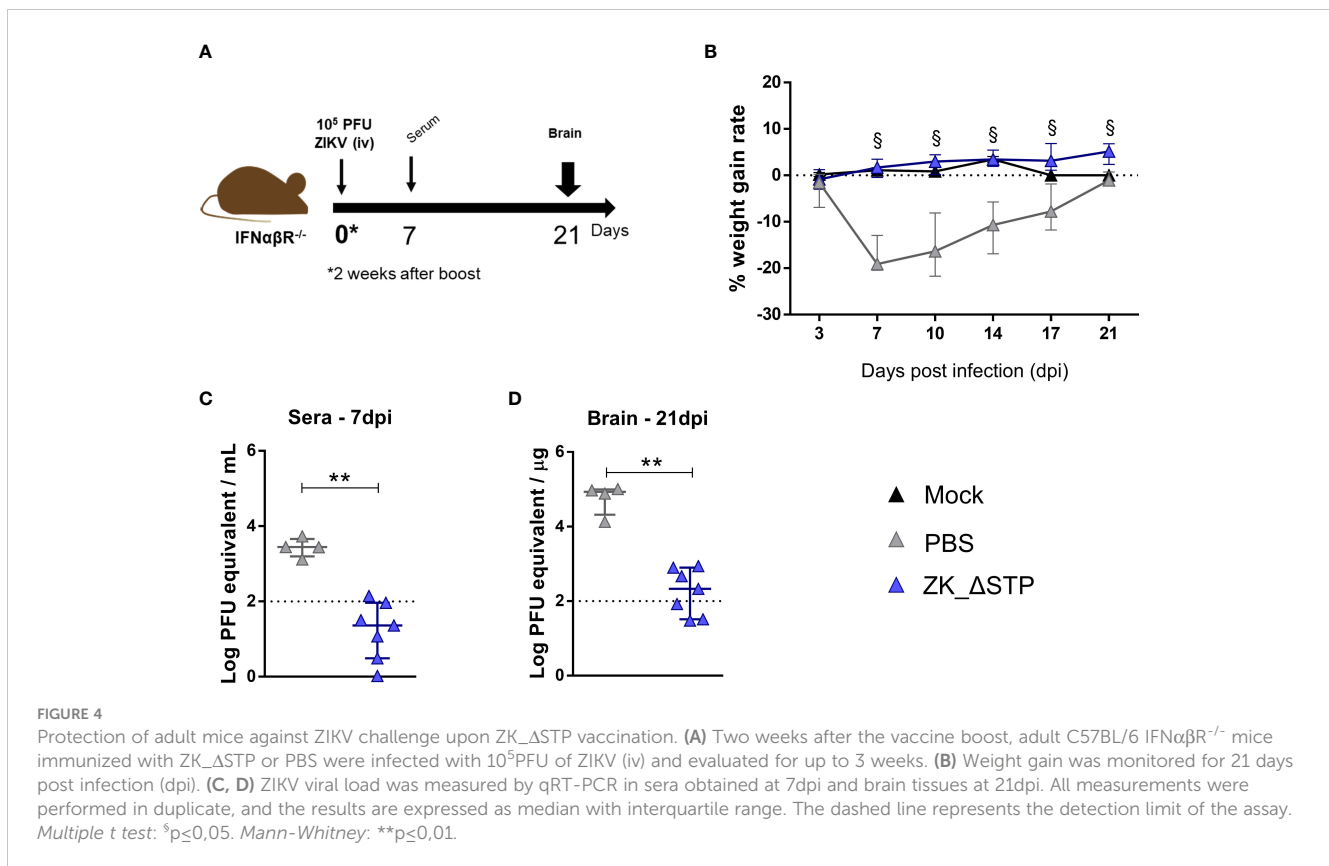 A
10⁵ PFU
ZIKV (iv)
Serum
Brain
IFNαβR⁻/⁻
0*
7
21
Days
*2 weeks after boost
B
% weight gain rate
20
10
0
-10
-20
-30
§ § § § §
3 7 10 14 17 21
Days post infection (dpi)
C
Sera - 7dpi
Log PFU equivalent / mL
6
4
2
0
**
D
Brain - 21dpi
Log PFU equivalent / µg
6
4
2
0
**
Mock
PBS
ZK_ΔSTP
FIGURE 4
Protection of adult mice against ZIKV challenge upon ZK_ΔSTP vaccination. (A) Two weeks after the vaccine boost, adult C57BL/6 IFNαβR⁻/⁻ mice
immunized with ZK_ΔSTP or PBS were infected with 10⁵PFU of ZIKV (iv) and evaluated for up to 3 weeks. (B) Weight gain was monitored for 21 days
post infection (dpi). (C, D) ZIKV viral load was measured by qRT-PCR in sera obtained at 7dpi and brain tissues at 21dpi. All measurements were
performed in duplicate, and the results are expressed as median with interquartile range. The dashed line represents the detection limit of the assay.
Multiple t test: §p≤0,05. Mann-Whitney: **p≤0,01.